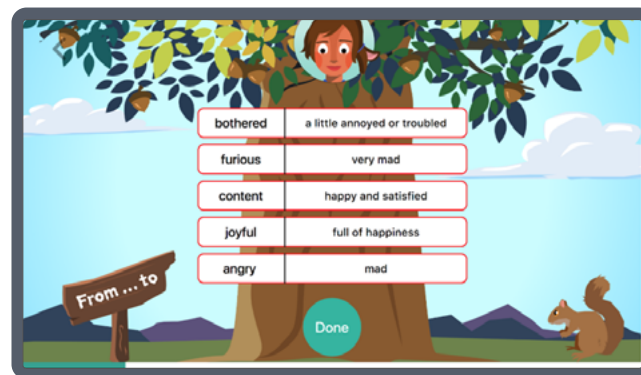 bothered a little annoyed or troubled
furious very mad
content happy and satisfied
joyful full of happiness
angry mad
From ... to
Done